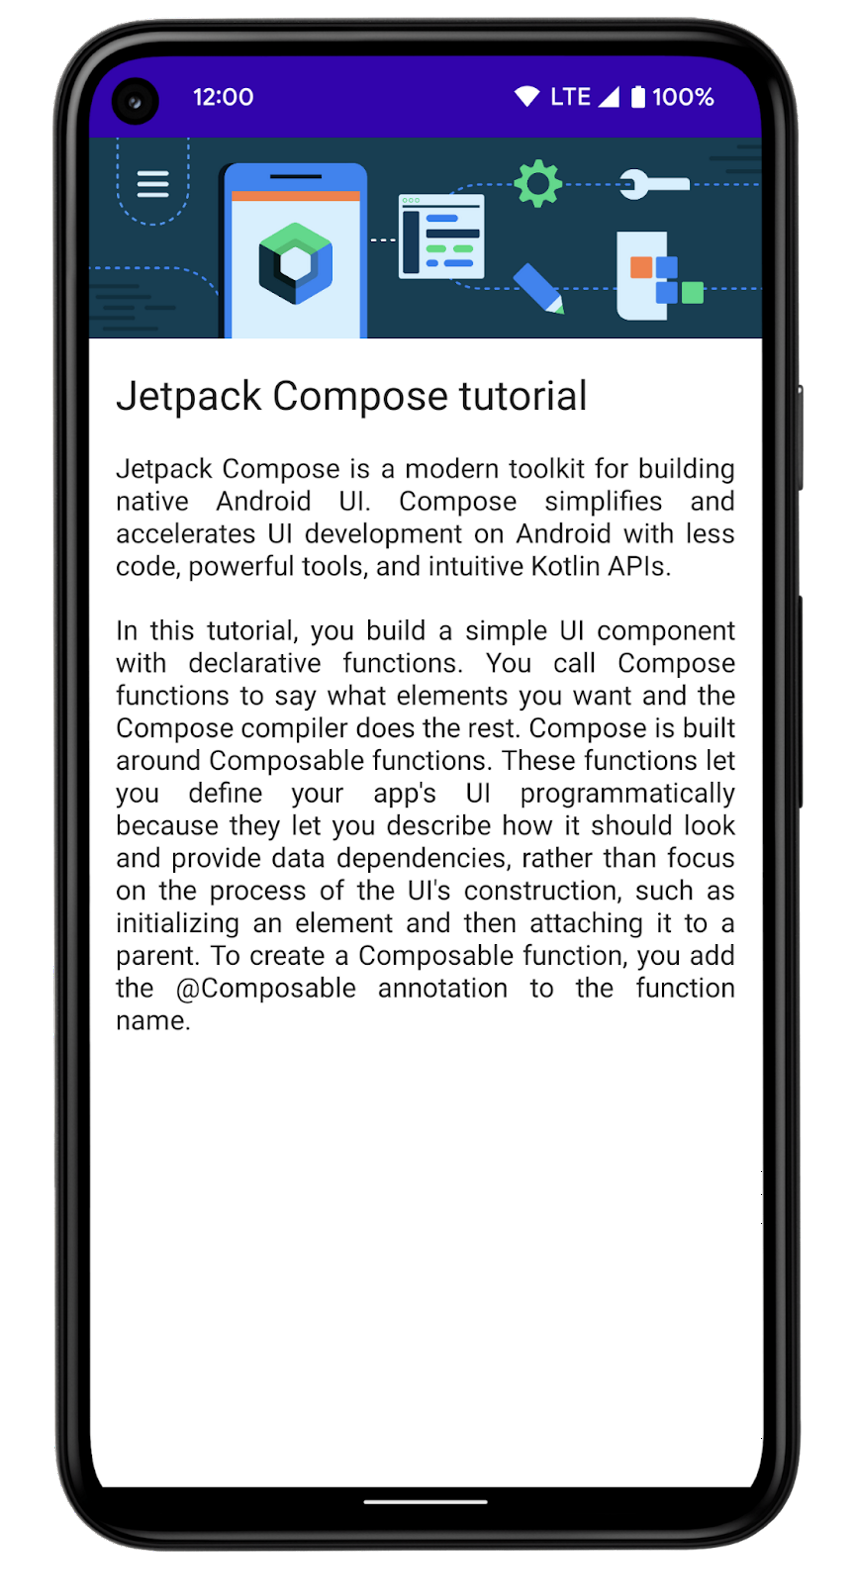 12:00 LTE 100%
Jetpack Compose tutorial
Jetpack Compose is a modern toolkit for building
native Android UI. Compose simplifies and
accelerates UI development on Android with less
code, powerful tools, and intuitive Kotlin APIs.
In this tutorial, you build a simple UI component
with declarative functions. You call Compose
functions to say what elements you want and the
Compose compiler does the rest. Compose is built
around Composable functions. These functions let
you define your app's UI programmatically
because they let you describe how it should look
and provide data dependencies, rather than focus
on the process of the UI's construction, such as
initializing an element and then attaching it to a
parent. To create a Composable function, you add
the @Composable annotation to the function
name.